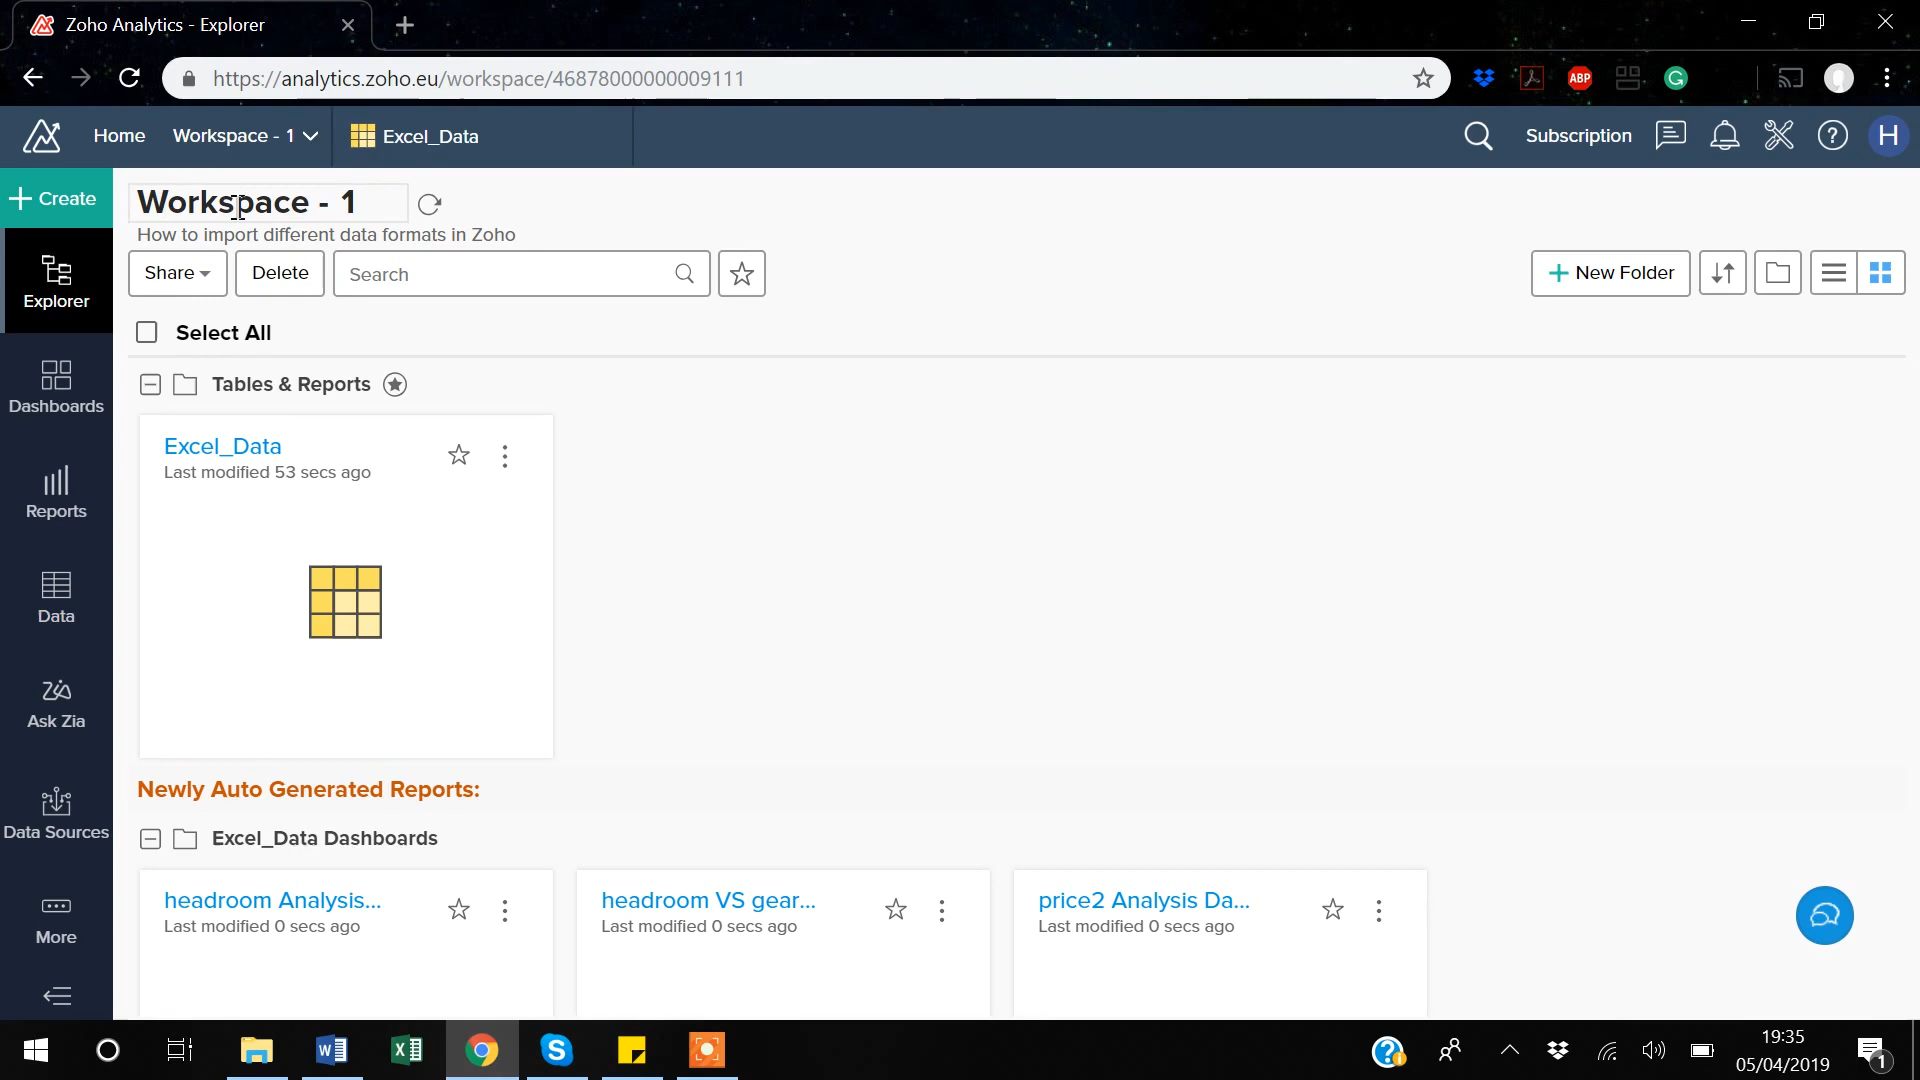 Zoho Analytics - Explorer
https://analytics.zoho.eu/workspace/46878000000009111
ABP
G
Home
Workspace - 1
Excel_Data
Subscription
H
Create
Workspace - 1
How to import different data formats in Zoho
Share
Delete
Search
New Folder
Explorer
Select All
Tables & Reports
Dashboards
Excel_Data
Last modified 53 secs ago
Reports
Data
Ask Zia
Newly Auto Generated Reports:
Data Sources
Excel_Data Dashboards
headroom Analysis...
Last modified 0 secs ago
headroom VS gear...
Last modified 0 secs ago
price2 Analysis Da...
Last modified 0 secs ago
More
19:35
05/04/2019
1